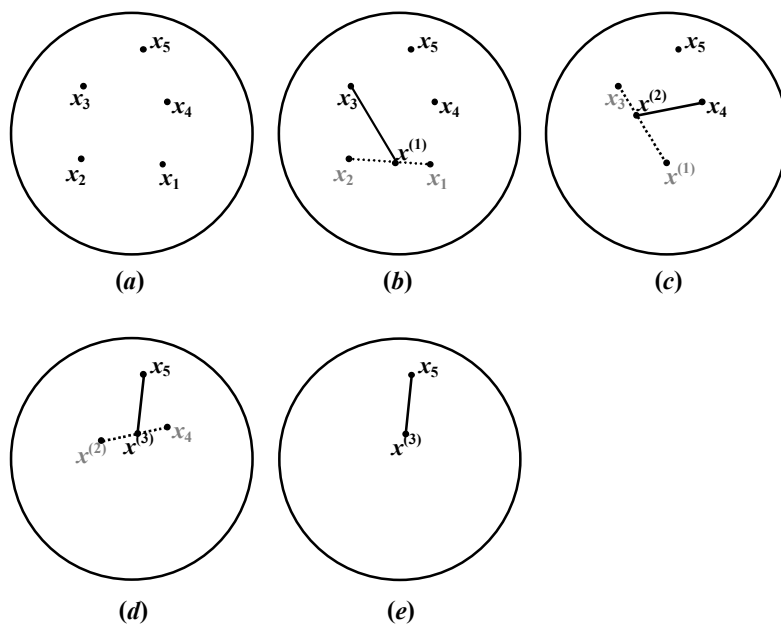 x₅
x₃
x₄
x₂
x₁
(a)
x₅
x₃
x₄
x⁽¹⁾
x₂
x₁
(b)
x₅
x₃
x⁽²⁾
x₄
x⁽¹⁾
(c)
x₅
x⁽²⁾
x⁽³⁾
x₄
(d)
x₅
x⁽³⁾
(e)